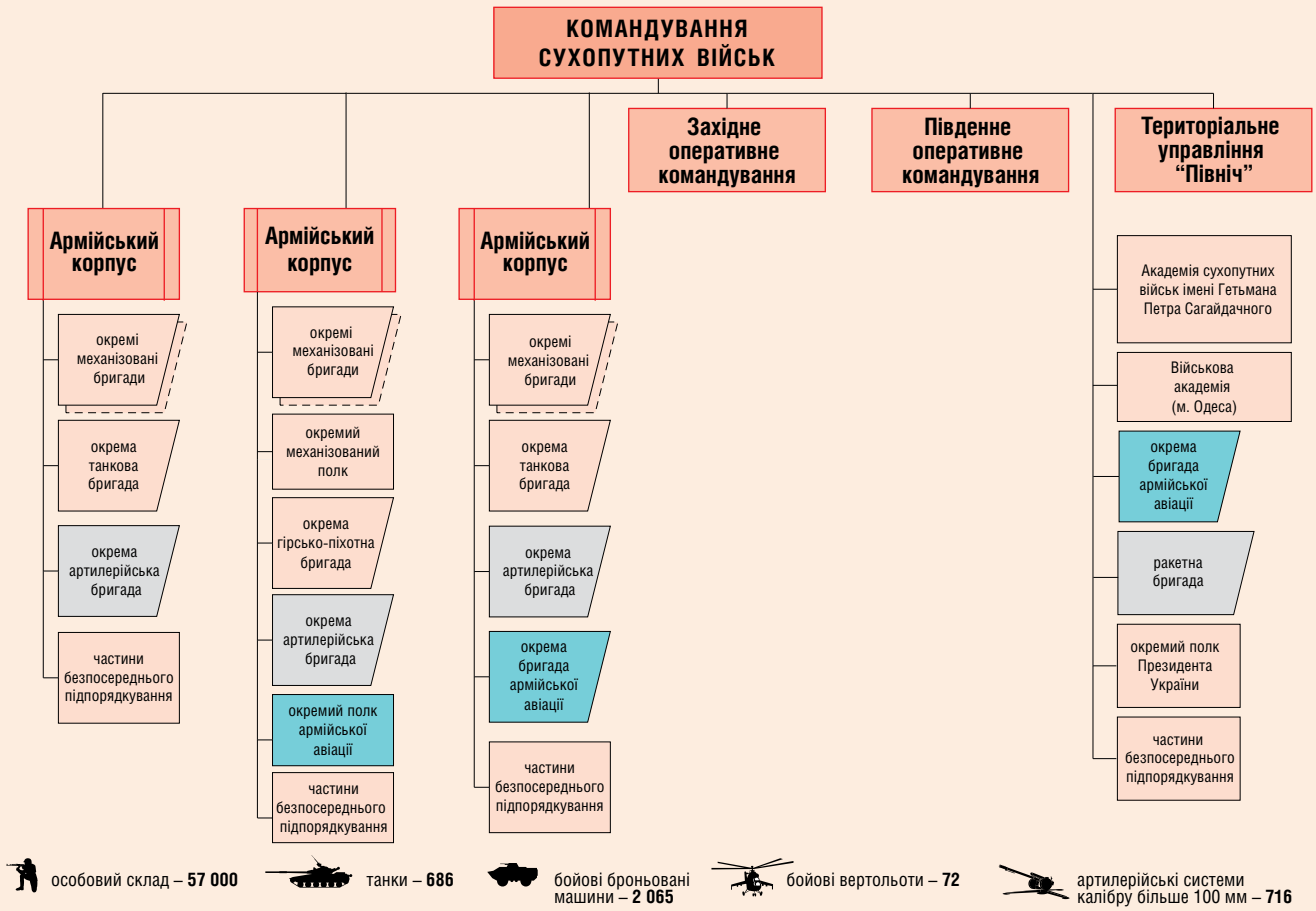 КОМАНДУВАННЯ
СУХОПУТНИХ ВІЙСЬК
Західне
оперативне
командування
Південне
оперативне
командування
Територіальне
управління
“Північ”
Армійський
корпус
окремі
механізовані
бригади
окрема
танкова
бригада
окрема
артилерійська
бригада
частини
безпосереднього
підпорядкування
Армійський
корпус
окремі
механізовані
бригади
окремий
механізований
полк
окрема
гірсько-піхотна
бригада
окрема
артилерійська
бригада
окремий полк
армійської
авіації
частини
безпосереднього
підпорядкування
Армійський
корпус
окремі
механізовані
бригади
окрема
танкова
бригада
окрема
артилерійська
бригада
окрема
бригада
армійської
авіації
частини
безпосереднього
підпорядкування
Академія сухопутних
військ імені Гетьмана
Петра Сагайдачного
Військова
академія
(м. Одеса)
окрема
бригада
армійської
авіації
ракетна
бригада
окремий полк
Президента
України
частини
безпосереднього
підпорядкування
особовий склад – 57 000
танки – 686
бойові броньовані
машини – 2 065
бойові вертольоти – 72
артилерійські системи
калібру більше 100 мм – 716